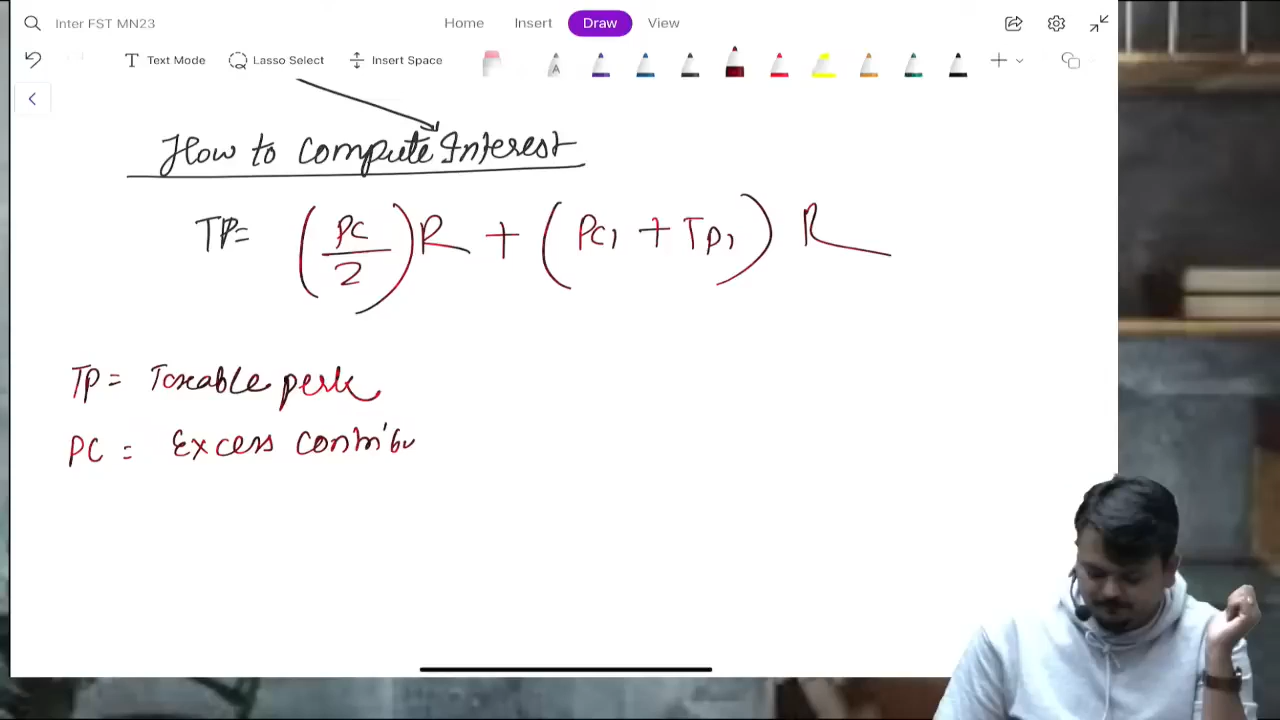 Inter FST MN23
Home Insert Draw View
Text Mode Lasso Select Insert Space
How to compute Interest
TP = (PC/2) R + (PC1 + TP1) R
TP = Taxable perk
PC = Excess contribu